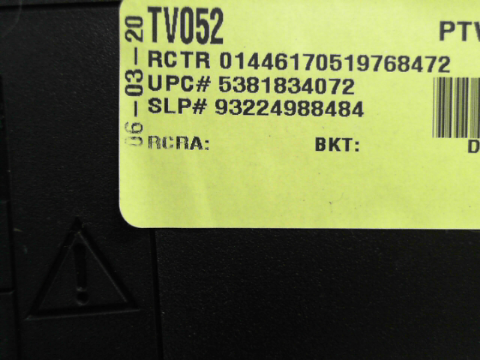 06-03-20
TV052 PTV
RCTR 01446170519768472
UPC# 5381834072
SLP# 93224988484
RCRA: BKT: D